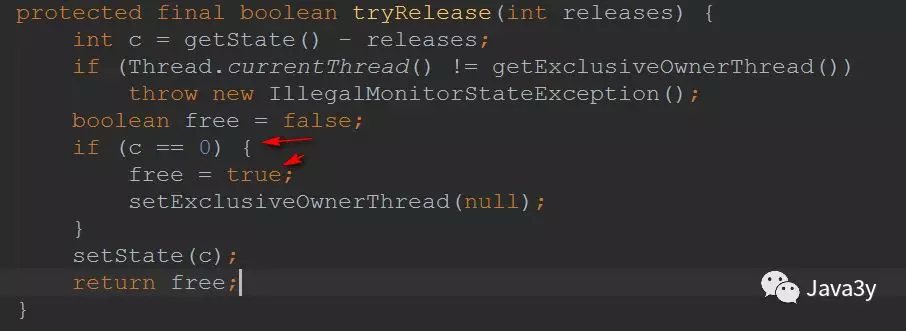 protected final boolean tryRelease(int releases) {
    int c = getState() - releases;
    if (Thread.currentThread() != getExclusiveOwnerThread())
        throw new IllegalMonitorStateException();
    boolean free = false;
    if (c == 0) {
        free = true;
        setExclusiveOwnerThread(null);
    }
    setState(c);
    return free;
}
Java3y